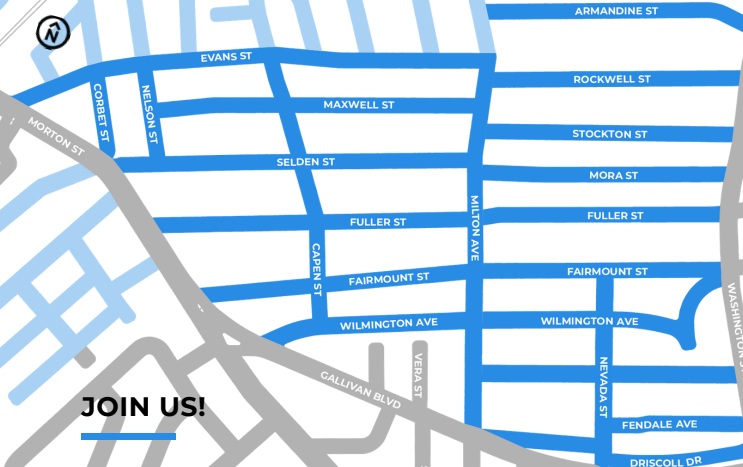 ARMANDINE ST
N
EVANS ST
ROCKWELL ST
CORBET ST
NELSON ST
MAXWELL ST
MORTON ST
STOCKTON ST
SELDEN ST
MORA ST
MILTON AVE
FULLER ST
FULLER ST
CAPEN ST
FAIRMOUNT ST
FAIRMOUNT ST
WASHINGTON ST
WILMINGTON AVE
WILMINGTON AVE
VERA ST
GALLIVAN BLVD
NEVADA ST
JOIN US!
FENDALE AVE
DRISCOLL DR